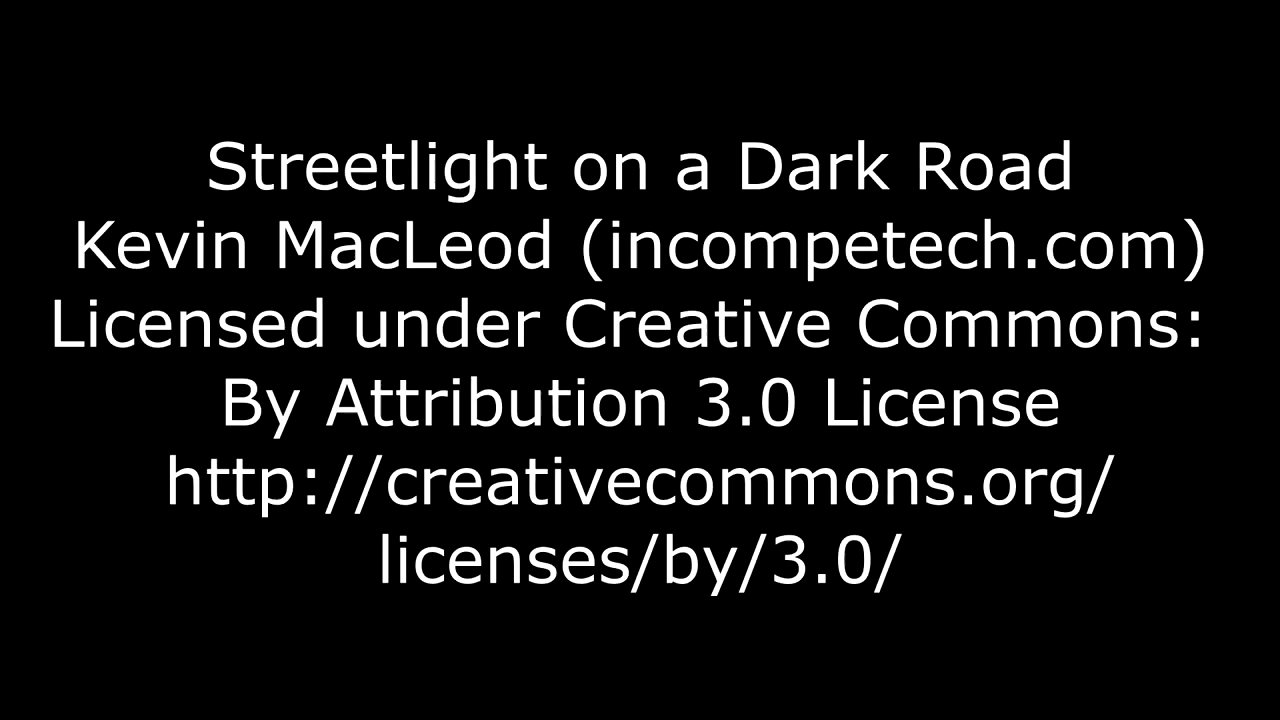 Streetlight on a Dark Road
Kevin MacLeod (incompetech.com)
Licensed under Creative Commons:
By Attribution 3.0 License
http://creativecommons.org/
licenses/by/3.0/